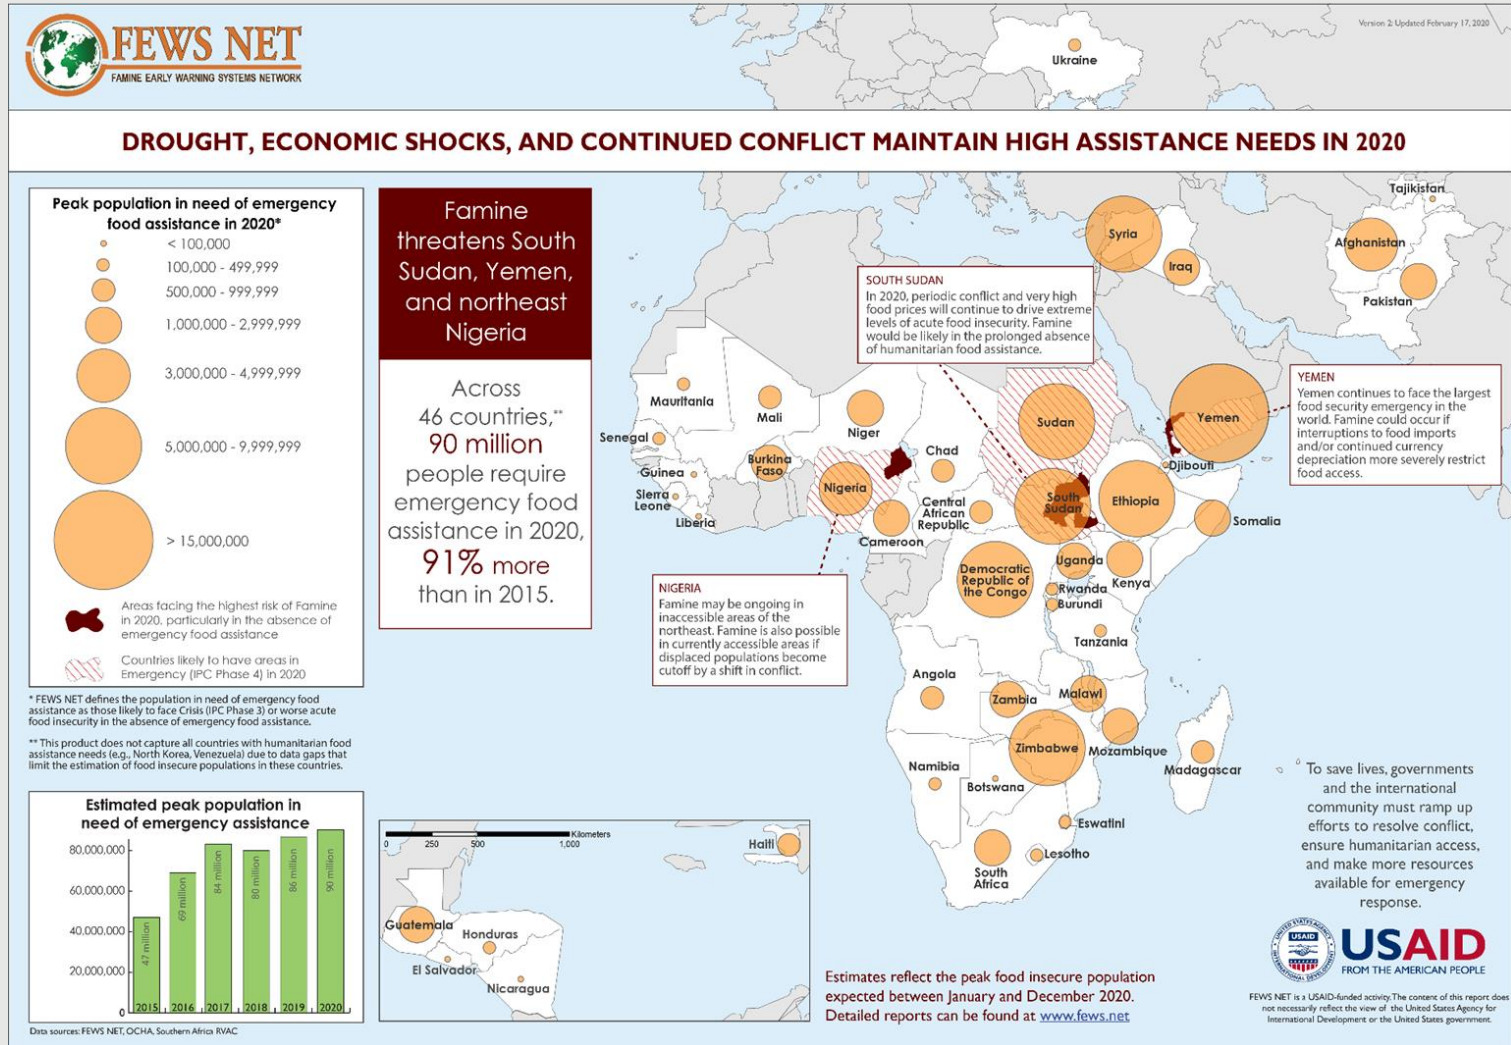 FEWS NET
FAMINE EARLY WARNING SYSTEMS NETWORK
Version 2: Updated February 17, 2020
Ukraine
DROUGHT, ECONOMIC SHOCKS, AND CONTINUED CONFLICT MAINTAIN HIGH ASSISTANCE NEEDS IN 2020
Peak population in need of emergency
food assistance in 2020*
< 100,000
100,000 - 499,999
500,000 - 999,999
1,000,000 - 2,999,999
3,000,000 - 4,999,999
5,000,000 - 9,999,999
> 15,000,000
Areas facing the highest risk of Famine
in 2020, particularly in the absence of
emergency food assistance
Countries likely to have areas in
Emergency (IPC Phase 4) in 2020
* FEWS NET defines the population in need of emergency food
assistance as those likely to face Crisis (IPC Phase 3) or worse acute
food insecurity in the absence of emergency food assistance.
** This product does not capture all countries with humanitarian food
assistance needs (e.g., North Korea, Venezuela) due to data gaps that
limit the estimation of food insecure populations in these countries.
Estimated peak population in
need of emergency assistance
80,000,000
60,000,000
40,000,000
20,000,000
0
47 million
69 million
84 million
80 million
86 million
90 million
2015
2016
2017
2018
2019
2020
Data sources: FEWS NET, OCHA, Southern Africa RVAC
Famine
threatens South
Sudan, Yemen,
and northeast
Nigeria
Across
46 countries,**
90 million
people require
emergency food
assistance in 2020,
91% more
than in 2015.
Tajikistan
Syria
Afghanistan
Iraq
Pakistan
SOUTH SUDAN
In 2020, periodic conflict and very high
food prices will continue to drive extreme
levels of acute food insecurity. Famine
would be likely in the prolonged absence
of humanitarian food assistance.
YEMEN
Yemen continues to face the largest
food security emergency in the
world. Famine could occur if
interruptions to food imports
and/or continued currency
depreciation more severely restrict
food access.
Mauritania
Mali
Niger
Sudan
Yemen
Senegal
Burkina
Faso
Chad
Djibouti
Guinea
Nigeria
Sierra
Leone
Liberia
Central
African
Republic
South
Sudan
Ethiopia
Somalia
Cameroon
Democratic
Republic of
the Congo
Uganda
Kenya
Rwanda
Burundi
Tanzania
NIGERIA
Famine may be ongoing in
inaccessible areas of the
northeast. Famine is also possible
in currently accessible areas if
displaced populations become
cutoff by a shift in conflict.
Angola
Zambia
Malawi
Zimbabwe
Mozambique
Madagascar
Namibia
Botswana
Eswatini
Lesotho
South
Africa
0
250
500
1,000
Kilometers
Haiti
Guatemala
Honduras
El Salvador
Nicaragua
Estimates reflect the peak food insecure population
expected between January and December 2020.
Detailed reports can be found at www.fews.net
To save lives, governments
and the international
community must ramp up
efforts to resolve conflict,
ensure humanitarian access,
and make more resources
available for emergency
response.
USAID
USAID
FROM THE AMERICAN PEOPLE
FEWS NET is a USAID-funded activity. The content of this report does
not necessarily reflect the view of the United States Agency for
International Development or the United States government.